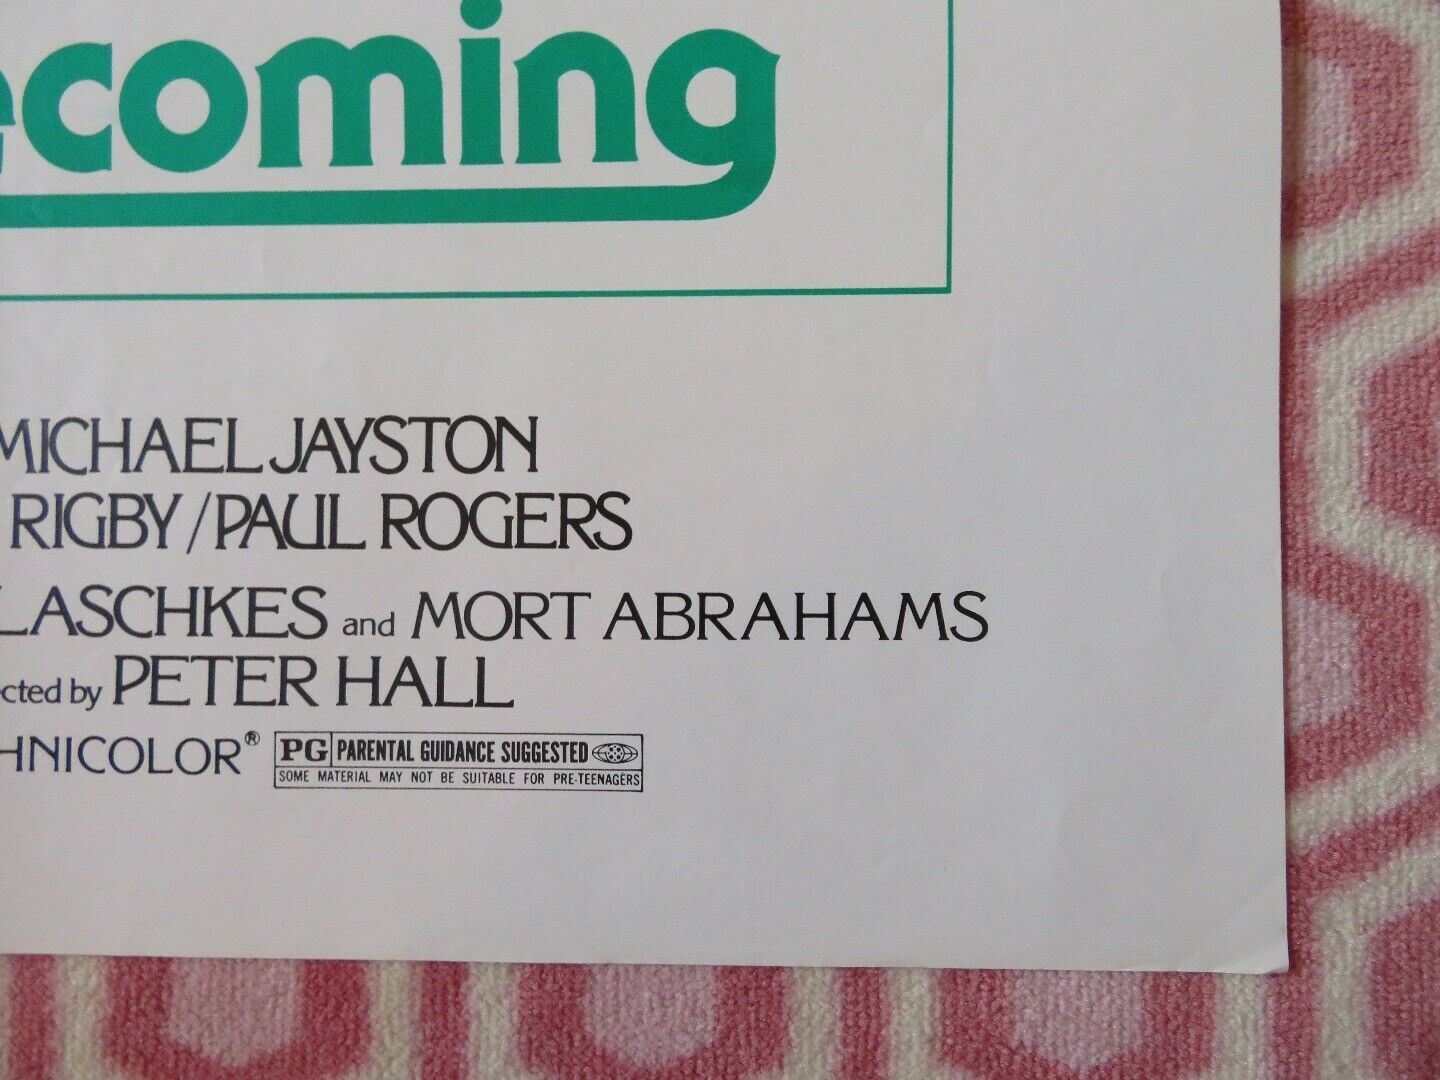 ecoming
MICHAEL JAYSTON
RIGBY/PAUL ROGERS
LASCHKES and MORT ABRAHAMS
ected by PETER HALL
HNICOLOR®
PG PARENTAL GUIDANCE SUGGESTED
SOME MATERIAL MAY NOT BE SUITABLE FOR PRE-TEENAGERS